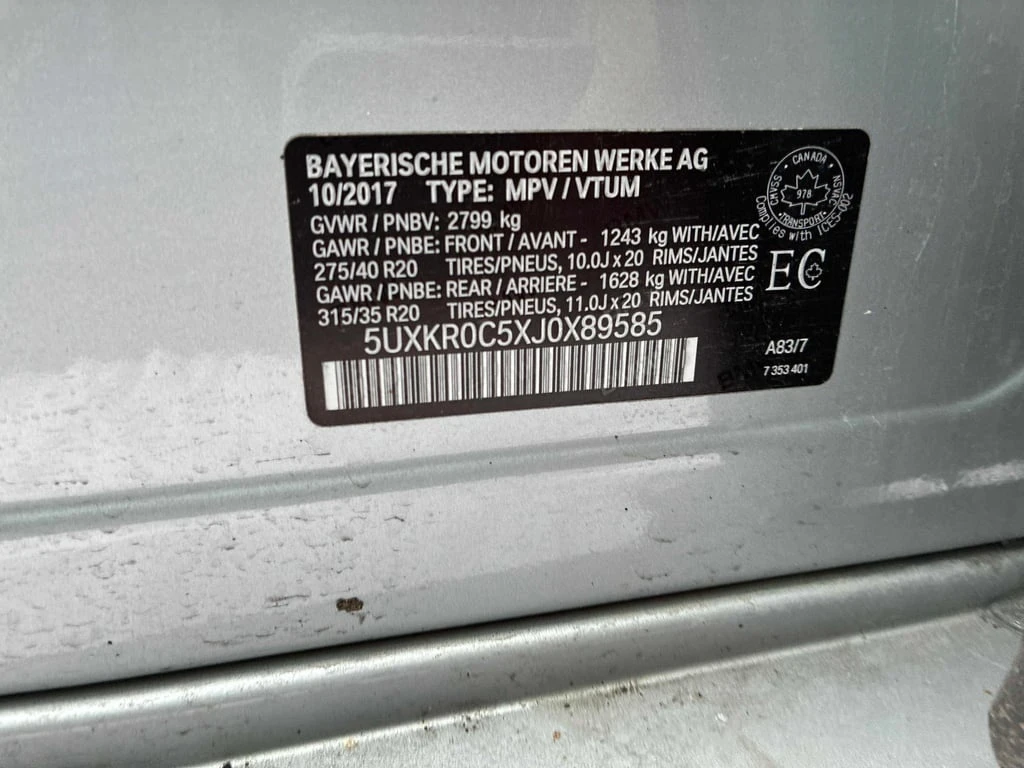 BAYERISCHE MOTOREN WERKE AG
10/2017 TYPE: MPV / VTUM
GVWR / PNBV: 2799 kg
GAWR / PNBE: FRONT / AVANT - 1243 kg WITH/AVEC
275/40 R20 TIRES/PNEUS, 10.0J x 20 RIMS/JANTES
GAWR / PNBE: REAR / ARRIERE - 1628 kg WITH/AVEC
315/35 R20 TIRES/PNEUS, 11.0J x 20 RIMS/JANTES
5UXKR0C5XJ0X89585
CANADA
CMVSS
NSVAC
978
TRANSPORT
Complies with ICES-002
EC
A83/7
7 353 401